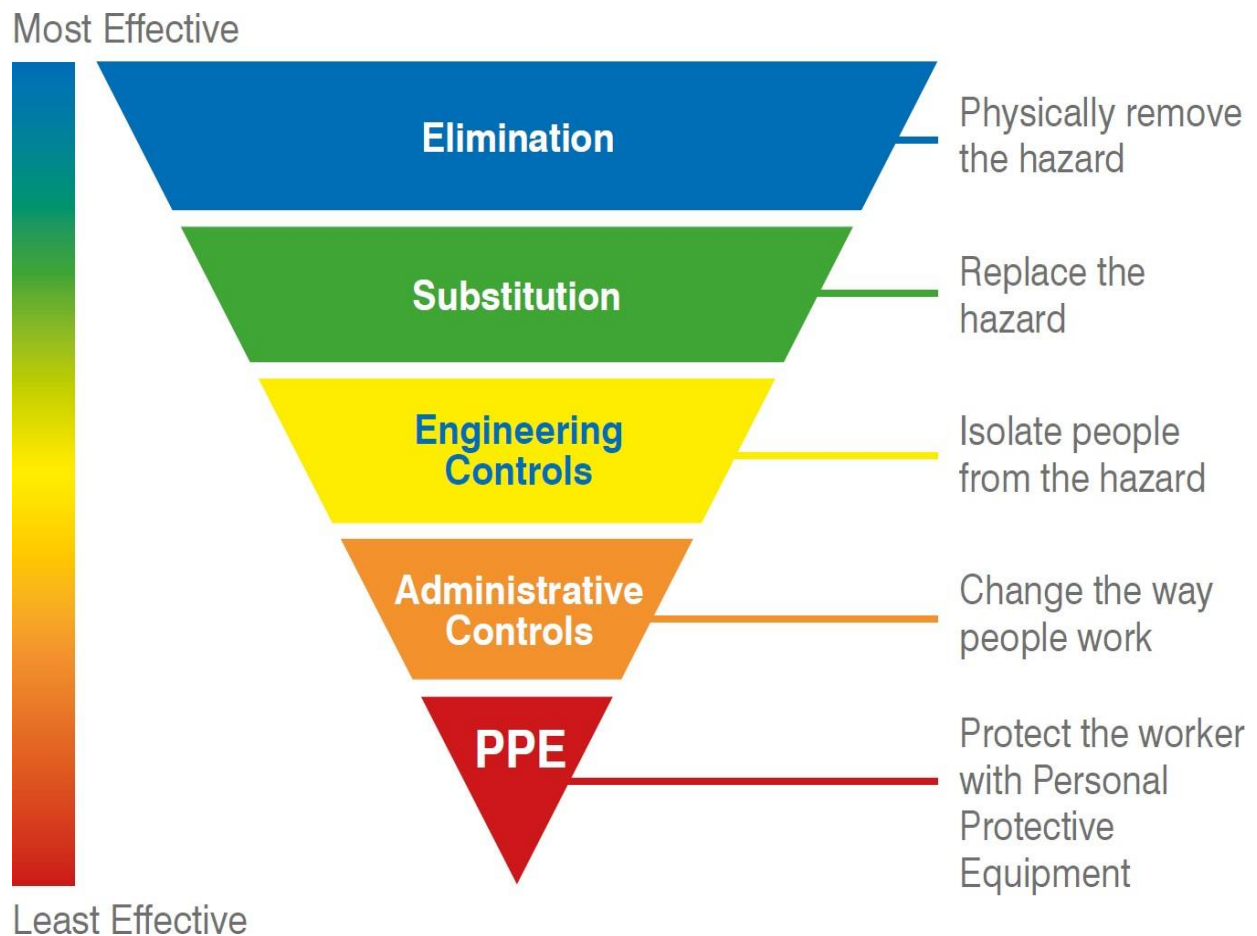 Most Effective
Elimination
Physically remove
the hazard
Substitution
Replace the
hazard
Engineering
Controls
Isolate people
from the hazard
Administrative
Controls
Change the way
people work
PPE
Protect the worker
with Personal
Protective
Equipment
Least Effective